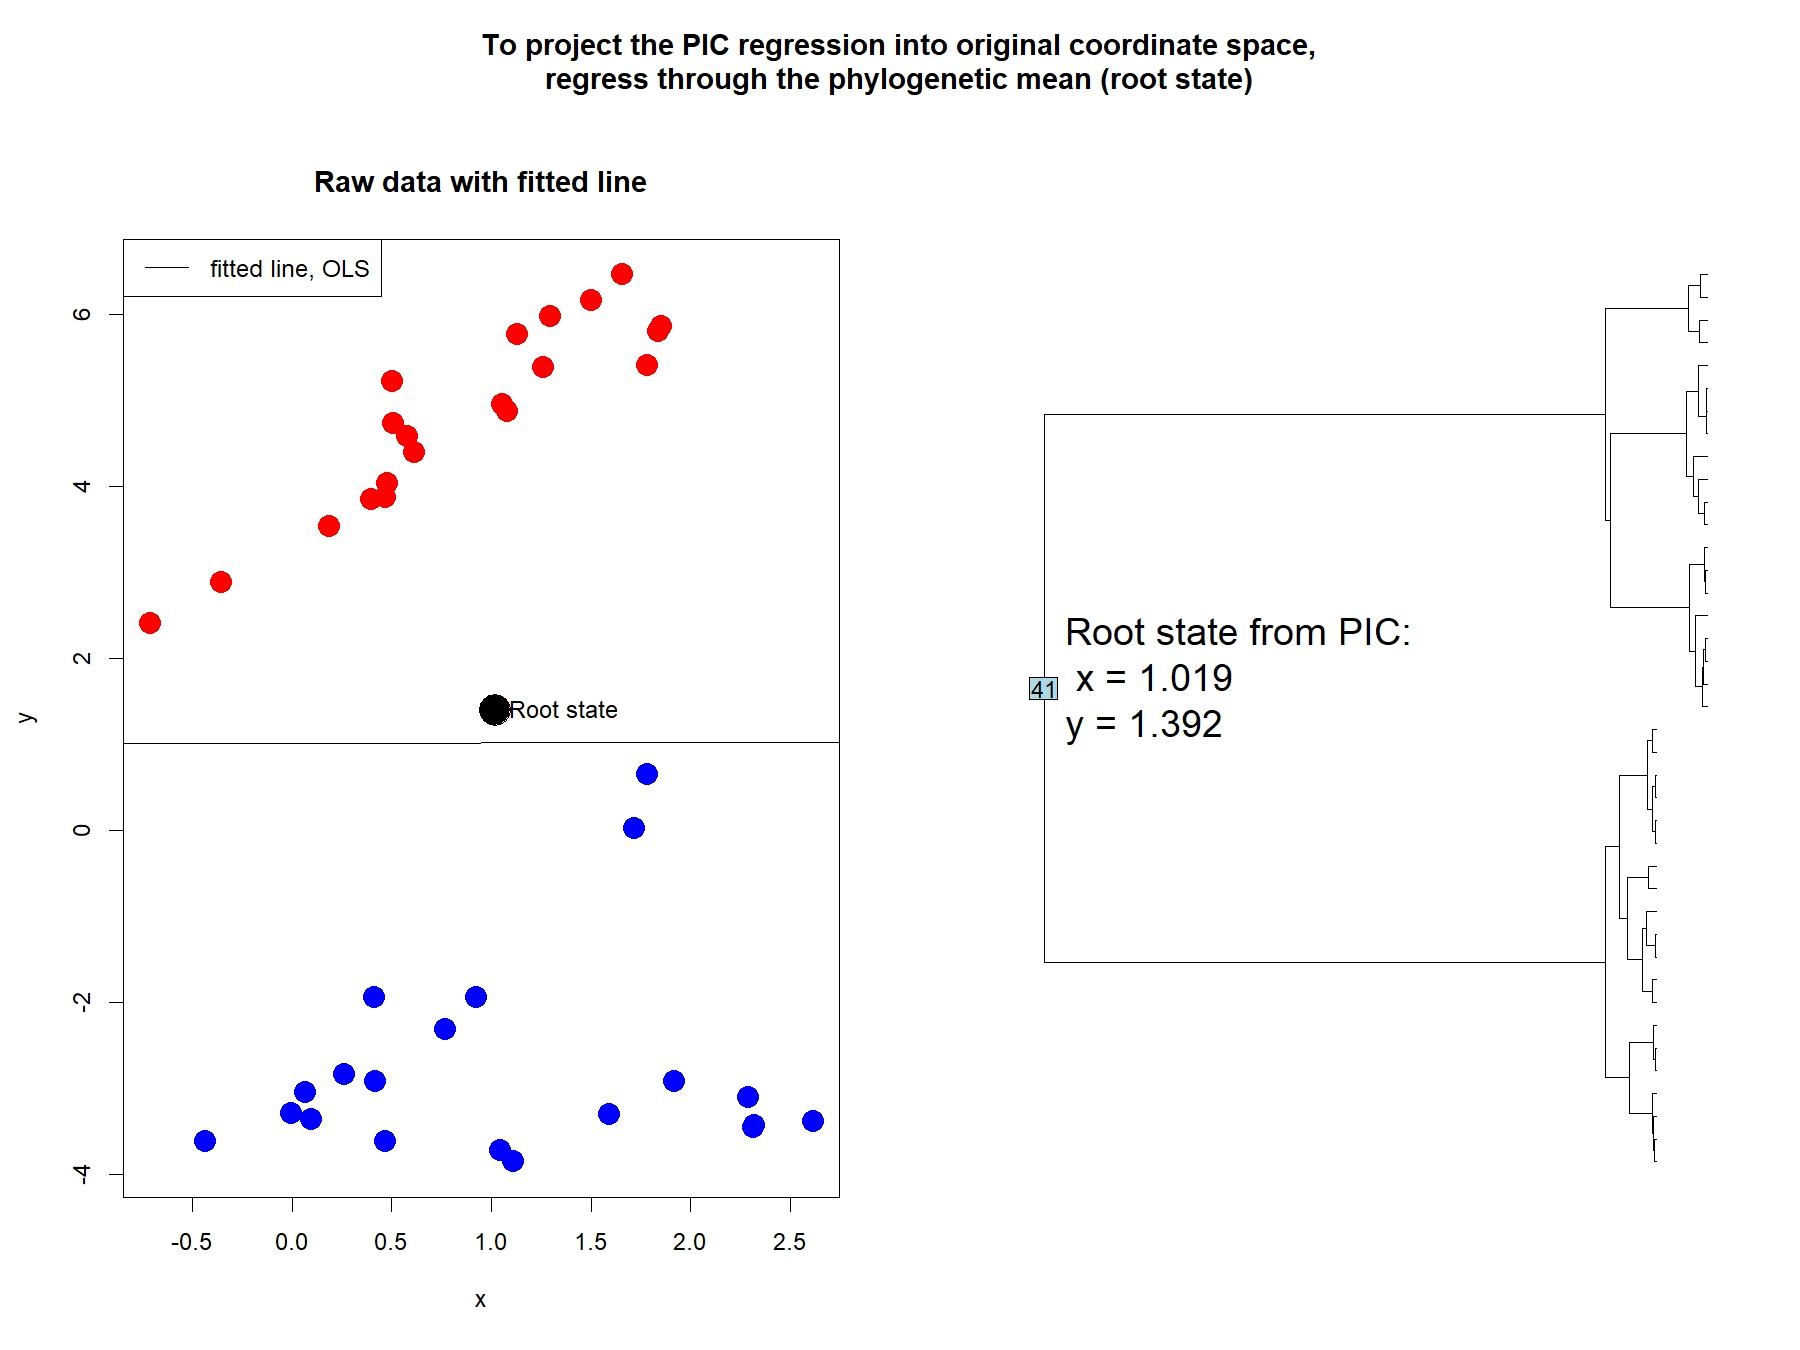 To project the PIC regression into original coordinate space,
regress through the phylogenetic mean (root state)
Raw data with fitted line
fitted line, OLS
6
4
2
0
-2
-4
y
Root state
-0.5 0.0 0.5 1.0 1.5 2.0 2.5
x
Root state from PIC:
x = 1.019
y = 1.392
41